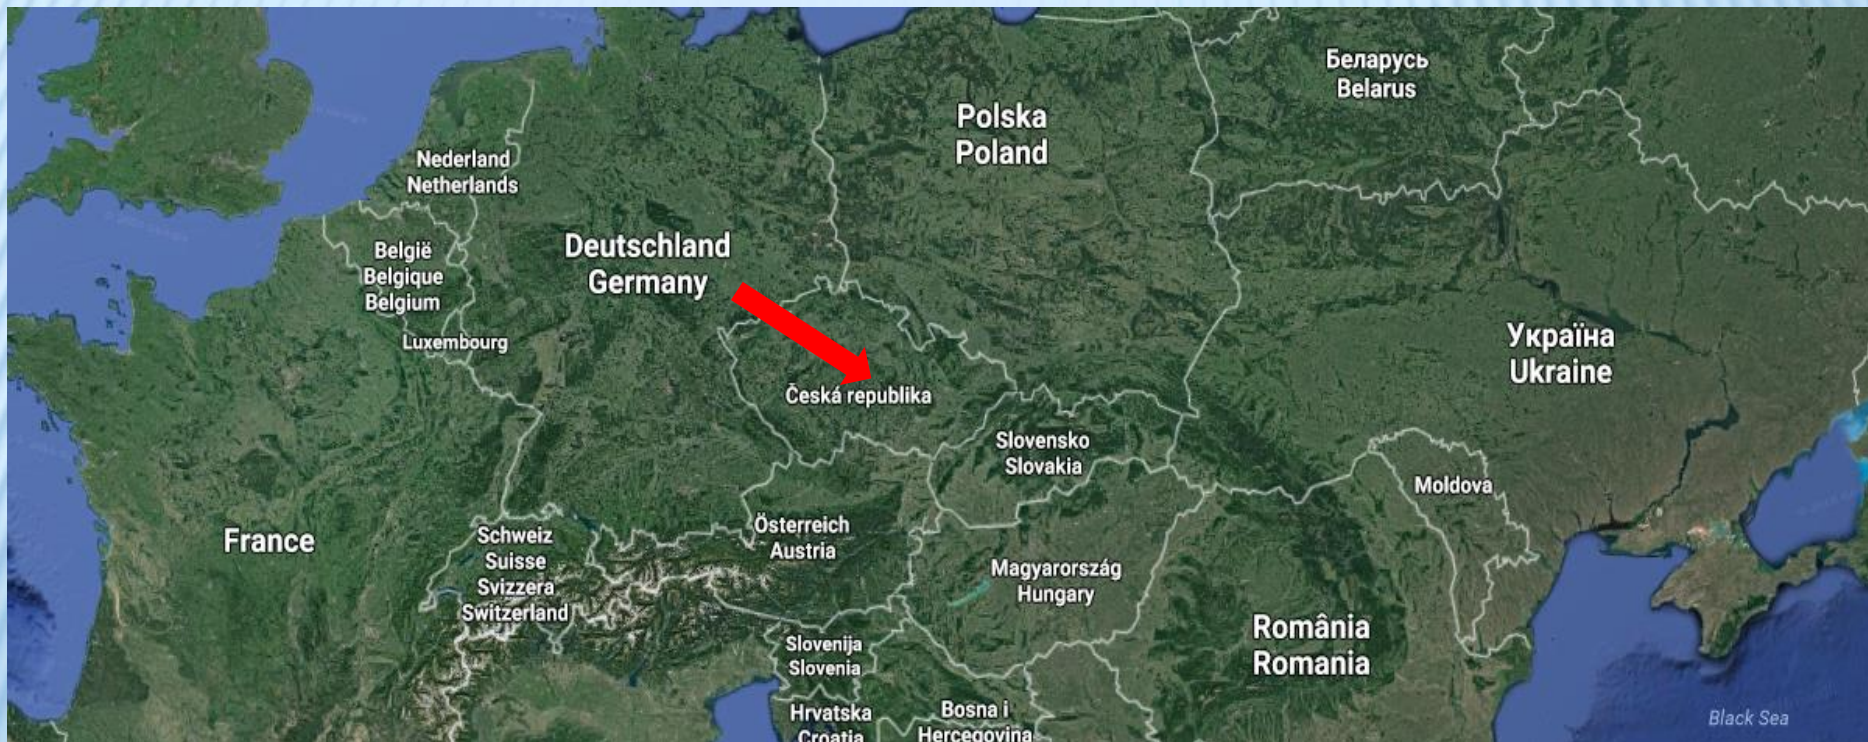 Беларусь
Belarus
Polska
Poland
Nederland
Netherlands
Deutschland
Germany
België
Belgique
Belgium
Luxembourg
Україна
Ukraine
Česká republika
Slovensko
Slovakia
Moldova
France
Schweiz
Suisse
Svizzera
Switzerland
Österreich
Austria
Magyarország
Hungary
România
Romania
Slovenija
Slovenia
Hrvatska
Croatia
Bosna i
Hercegovina
Black Sea